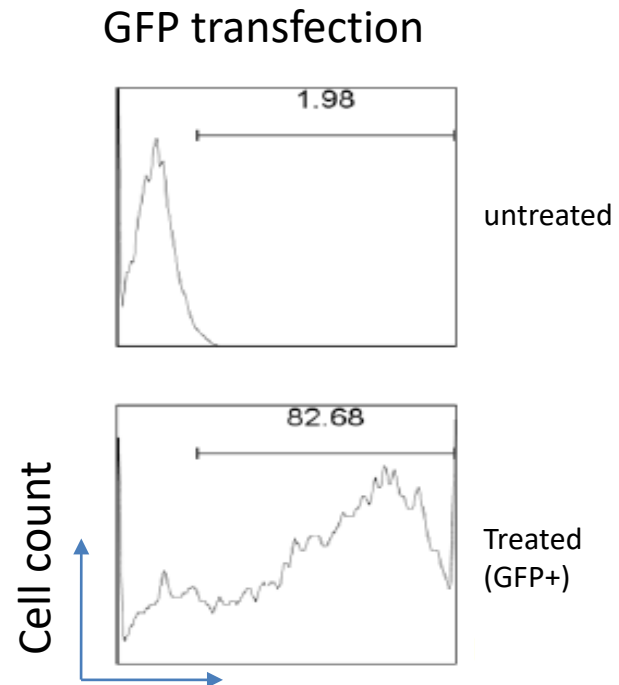 GFP transfection
1.98
untreated
82.68
Cell count
Treated
(GFP+)